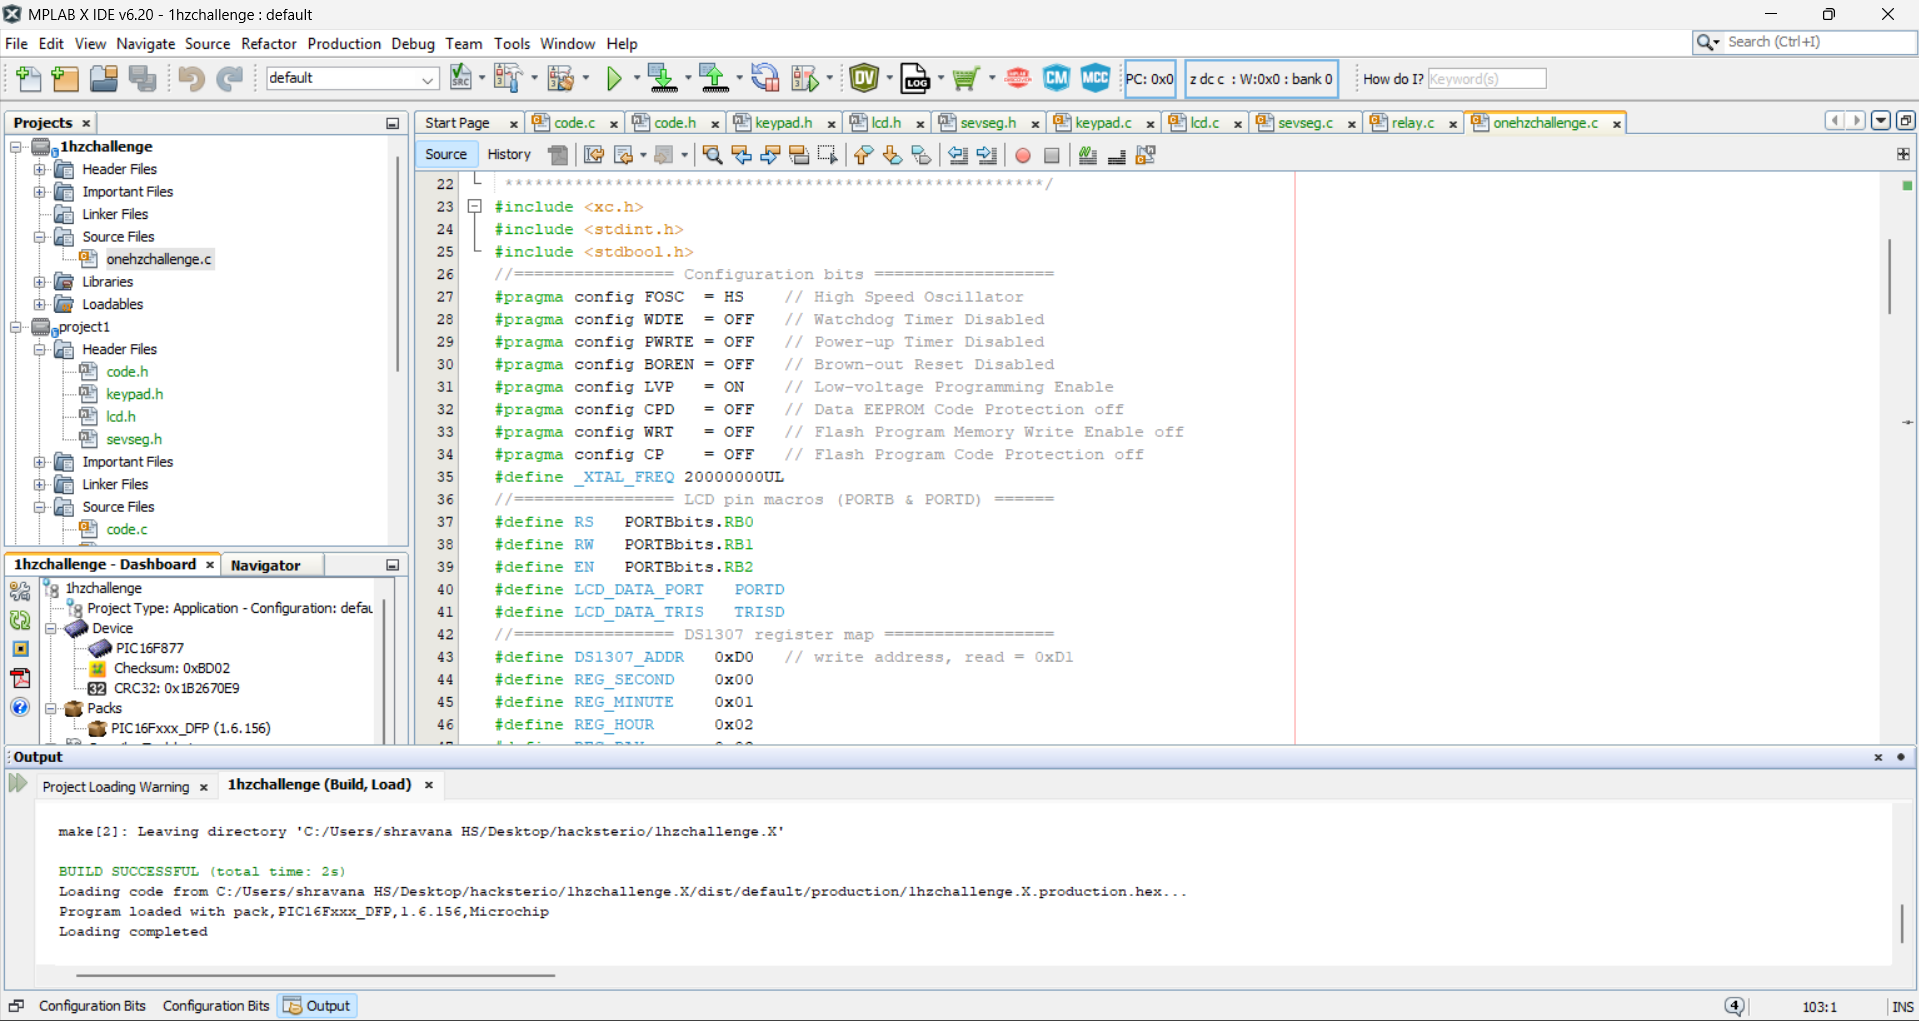 MPLAB X IDE v6.20 - 1hzchallenge : default
File Edit View Navigate Source Refactor Production Debug Team Tools Window Help
Search (Ctrl+I)
default
PC: 0x0
z dc c : W:0x0 : bank 0
How do I? Keyword(s)
Projects
1hzchallenge
Header Files
Important Files
Linker Files
Source Files
onehzchallenge.c
Libraries
Loadables
project1
Header Files
code.h
keypad.h
lcd.h
sevseg.h
Important Files
Linker Files
Source Files
code.c
1hzchallenge - Dashboard
Navigator
1hzchallenge
Project Type: Application - Configuration: defau
Device
PIC16F877
Checksum: 0xBD02
CRC32: 0x1B2670E9
Packs
PIC16Fxxx_DFP (1.6.156)
Start Page code.c code.h keypad.h lcd.h sevseg.h keypad.c lcd.c sevseg.c relay.c onehzchallenge.c
Source History
22 ******************************************************/
23 #include <xc.h>
24 #include <stdint.h>
25 #include <stdbool.h>
26 //================ Configuration bits ==================
27 #pragma config FOSC = HS // High Speed Oscillator
28 #pragma config WDTE = OFF // Watchdog Timer Disabled
29 #pragma config PWRTE = OFF // Power-up Timer Disabled
30 #pragma config BOREN = OFF // Brown-out Reset Disabled
31 #pragma config LVP = ON // Low-voltage Programming Enable
32 #pragma config CPD = OFF // Data EEPROM Code Protection off
33 #pragma config WRT = OFF // Flash Program Memory Write Enable off
34 #pragma config CP = OFF // Flash Program Code Protection off
35 #define _XTAL_FREQ 20000000UL
36 //================ LCD pin macros (PORTB & PORTD) ======
37 #define RS PORTBbits.RB0
38 #define RW PORTBbits.RB1
39 #define EN PORTBbits.RB2
40 #define LCD_DATA_PORT PORTD
41 #define LCD_DATA_TRIS TRISD
42 //================ DS1307 register map =================
43 #define DS1307_ADDR 0xD0 // write address, read = 0xD1
44 #define REG_SECOND 0x00
45 #define REG_MINUTE 0x01
46 #define REG_HOUR 0x02
Output
Project Loading Warning
1hzchallenge (Build, Load)
make[2]: Leaving directory 'C:/Users/shravana HS/Desktop/hacksterio/1hzchallenge.X'
BUILD SUCCESSFUL (total time: 2s)
Loading code from C:/Users/shravana HS/Desktop/hacksterio/1hzchallenge.X/dist/default/production/1hzchallenge.X.production.hex...
Program loaded with pack,PIC16Fxxx_DFP,1.6.156,Microchip
Loading completed
Configuration Bits Configuration Bits Output
4
103:1
INS